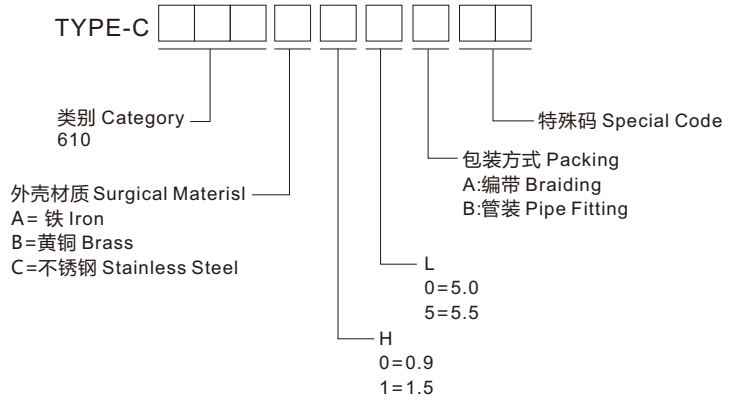 TYPE-C
类别 Category
610
特殊码 Special Code
包装方式 Packing
A:编带 Braiding
B:管装 Pipe Fitting
外壳材质 Surgical Materisl
A= 铁 Iron
B=黄铜 Brass
C=不锈钢 Stainless Steel
L
0=5.0
5=5.5
H
0=0.9
1=1.5